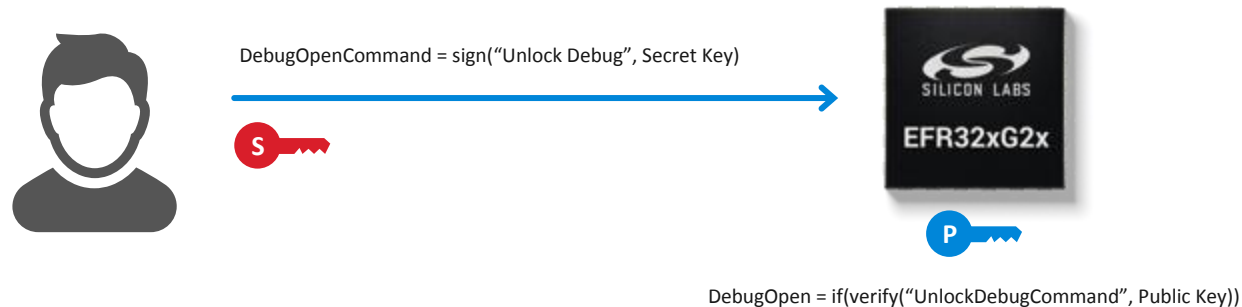 DebugOpenCommand = sign(“Unlock Debug”, Secret Key)
SILICON LABS
EFR32xG2x
S
P
DebugOpen = if(verify(“UnlockDebugCommand”, Public Key))